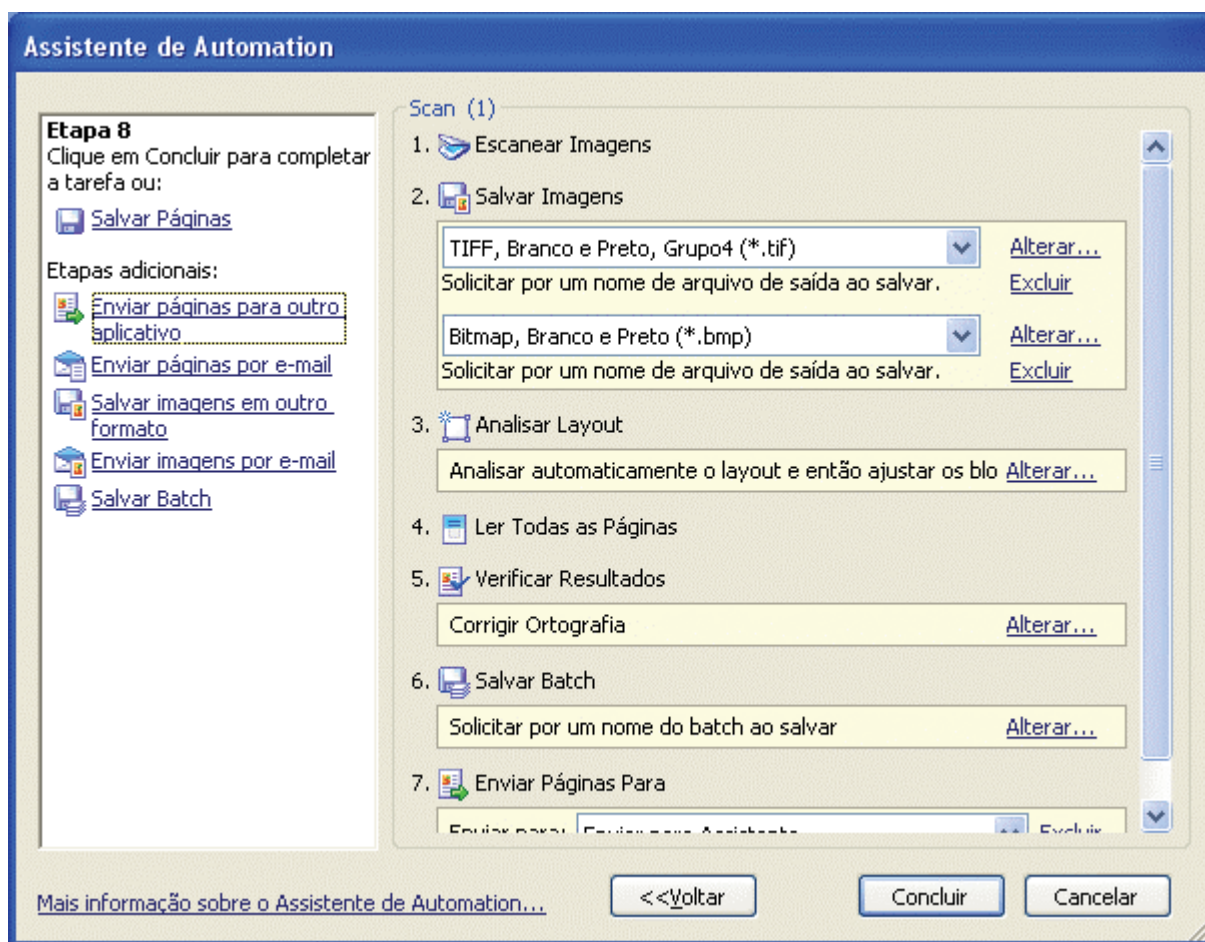 Assistente de Automation
Etapa 8
Clique em Concluir para completar
a tarefa ou:
Salvar Páginas
Etapas adicionais:
Enviar páginas para outro
aplicativo
Enviar páginas por e-mail
Salvar imagens em outro
formato
Enviar imagens por e-mail
Salvar Batch
Scan (1)
1. Escanear Imagens
2. Salvar Imagens
TIFF, Branco e Preto, Grupo4 (*.tif) Alterar...
Solicitar por um nome de arquivo de saída ao salvar. Excluir
Bitmap, Branco e Preto (*.bmp) Alterar...
Solicitar por um nome de arquivo de saída ao salvar. Excluir
3. Analisar Layout
Analisar automaticamente o layout e então ajustar os blo Alterar...
4. Ler Todas as Páginas
5. Verificar Resultados
Corrigir Ortografia Alterar...
6. Salvar Batch
Solicitar por um nome do batch ao salvar Alterar...
7. Enviar Páginas Para
Enviar para: Enviar para Assistente Excluir
Mais informação sobre o Assistente de Automation...
<<Voltar
Concluir
Cancelar